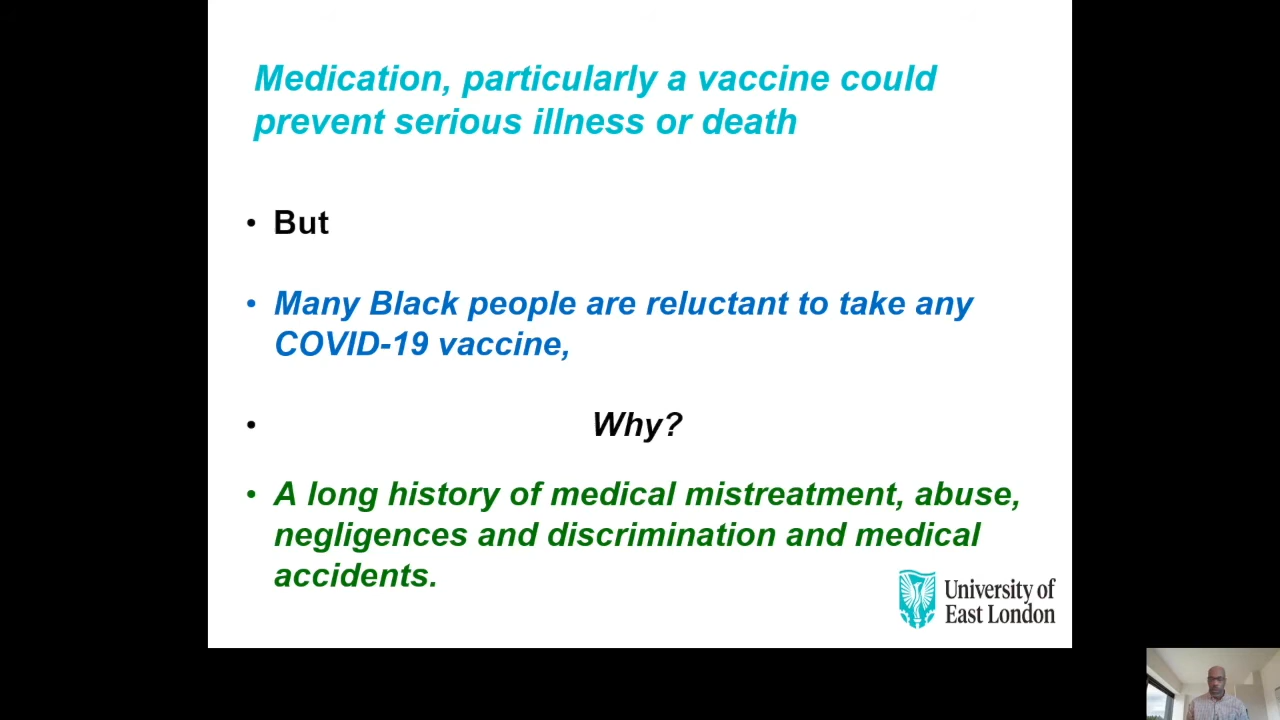 Medication, particularly a vaccine could
prevent serious illness or death
• But
• Many Black people are reluctant to take any
COVID-19 vaccine,
• Why?
• A long history of medical mistreatment, abuse,
negligences and discrimination and medical
accidents.
University of
East London